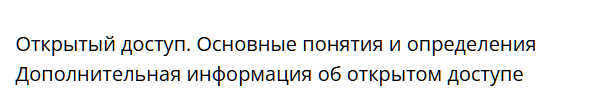 Открытый доступ. Основные понятия и определения
Дополнительная информация об открытом доступе